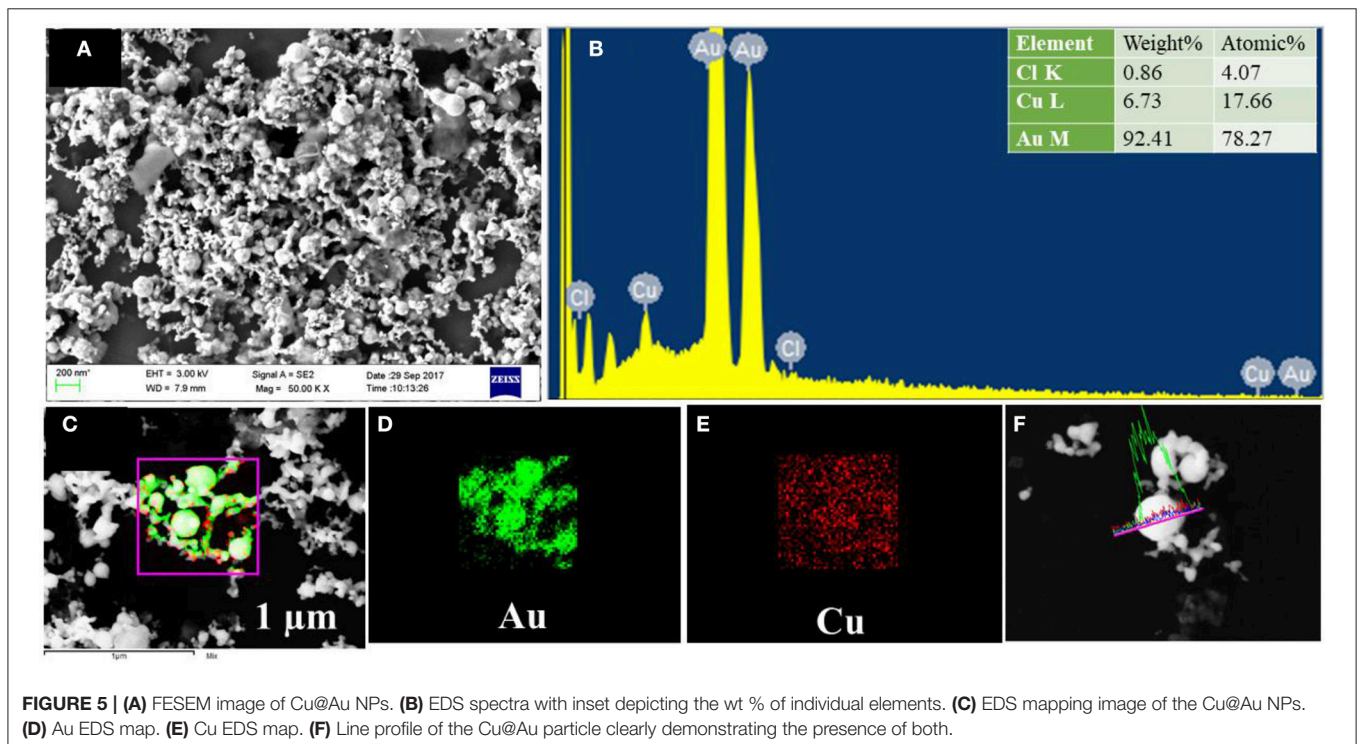 A
200 nm*
EHT = 3.00 kV
Signal A = SE2
Date :29 Sep 2017
WD = 7.9 mm
Mag = 50.00 K X
Time :10:13:26
ZEISS
B
Au Au
Cl Cu
Cl
Cu Au
Element Weight% Atomic%
Cl K 0.86 4.07
Cu L 6.73 17.66
Au M 92.41 78.27
C
1 μm
1μm
Mix
D
Au
E
Cu
F
FIGURE 5 | (A) FESEM image of Cu@Au NPs. (B) EDS spectra with inset depicting the wt % of individual elements. (C) EDS mapping image of the Cu@Au NPs.
(D) Au EDS map. (E) Cu EDS map. (F) Line profile of the Cu@Au particle clearly demonstrating the presence of both.